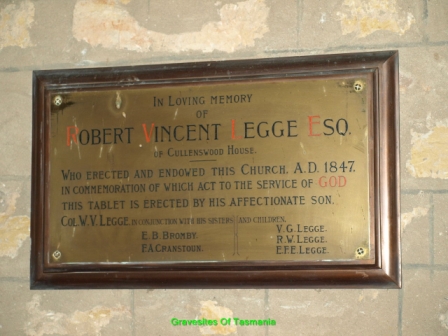 IN LOVING MEMORY
OF
ROBERT VINCENT LEGGE ESQ.
OF CULLENSWOOD HOUSE.
WHO ERECTED AND ENDOWED THIS CHURCH, A.D. 1847.
IN COMMEMORATION OF WHICH ACT TO THE SERVICE OF GOD
THIS TABLET IS ERECTED BY HIS AFFECTIONATE SON.
COL. W.V. LEGGE, IN CONJUNCTION WITH HIS SISTERS, AND CHILDREN,
E.B. BROMBY. V.G. LEGGE.
F.A. CRANSTOUN. R.W. LEGGE.
E.F.E. LEGGE.
Gravesites Of Tasmania